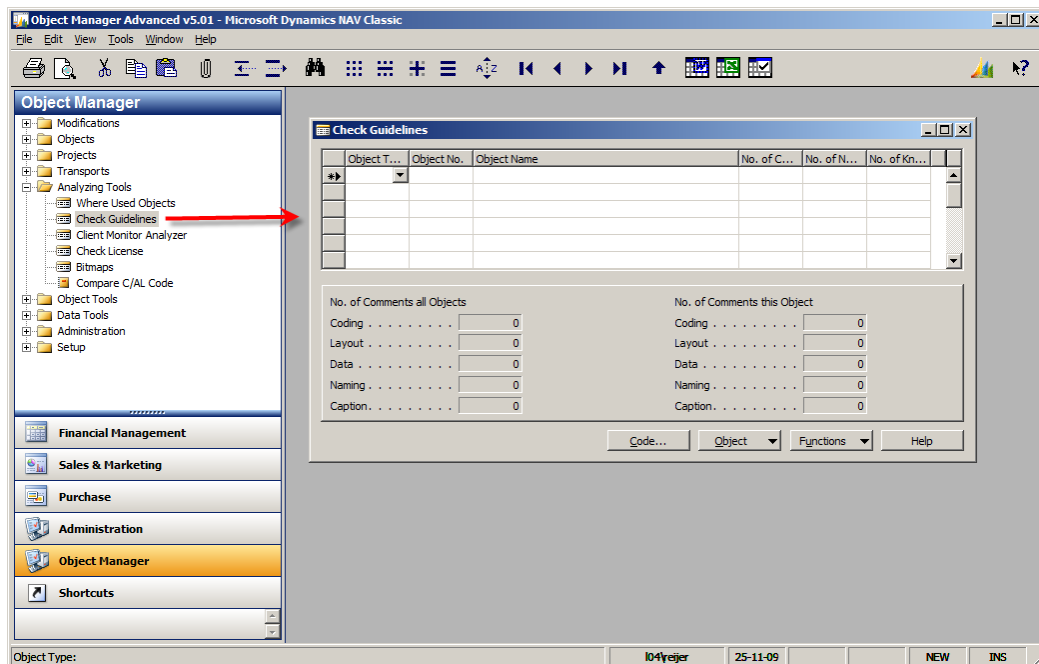 Object Manager Advanced v5.01 - Microsoft Dynamics NAV Classic
File Edit View Tools Window Help
Object Manager
Modifications
Objects
Projects
Transports
Analyzing Tools
Where Used Objects
Check Guidelines
Client Monitor Analyzer
Check License
Bitmaps
Compare C/AL Code
Object Tools
Data Tools
Administration
Setup
Financial Management
Sales & Marketing
Purchase
Administration
Object Manager
Shortcuts
Check Guidelines
Object T... Object No. Object Name No. of C... No. of N... No. of Kn...
No. of Comments all Objects No. of Comments this Object
Coding . . . . . . . . . 0 Coding . . . . . . . . . 0
Layout . . . . . . . . . 0 Layout . . . . . . . . . 0
Data . . . . . . . . . . 0 Data . . . . . . . . . . 0
Naming . . . . . . . . . 0 Naming . . . . . . . . . 0
Caption. . . . . . . . . 0 Caption. . . . . . . . . 0
Code... Object Functions Help
Object Type: l04\reijer 25-11-09 NEW INS